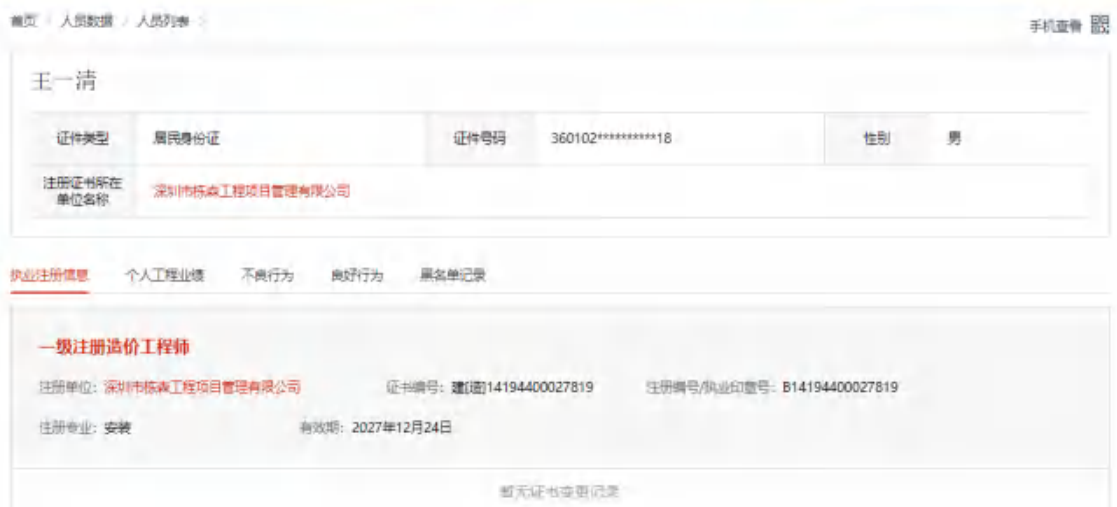 首页 / 人员数据 / 人员列表
手机查看
王一清
证件类型 居民身份证 证件号码 360102**********18 性别 男
注册证书所在
单位名称
深圳市栋森工程项目管理有限公司
执业注册信息 个人工程业绩 不良行为 良好行为 黑名单记录
一级注册造价工程师
注册单位: 深圳市栋森工程项目管理有限公司 证书编号: 建[造]14194400027819 注册编号/执业印章号: B14194400027819
注册专业: 安装 有效期: 2027年12月24日
暂无证书变更记录